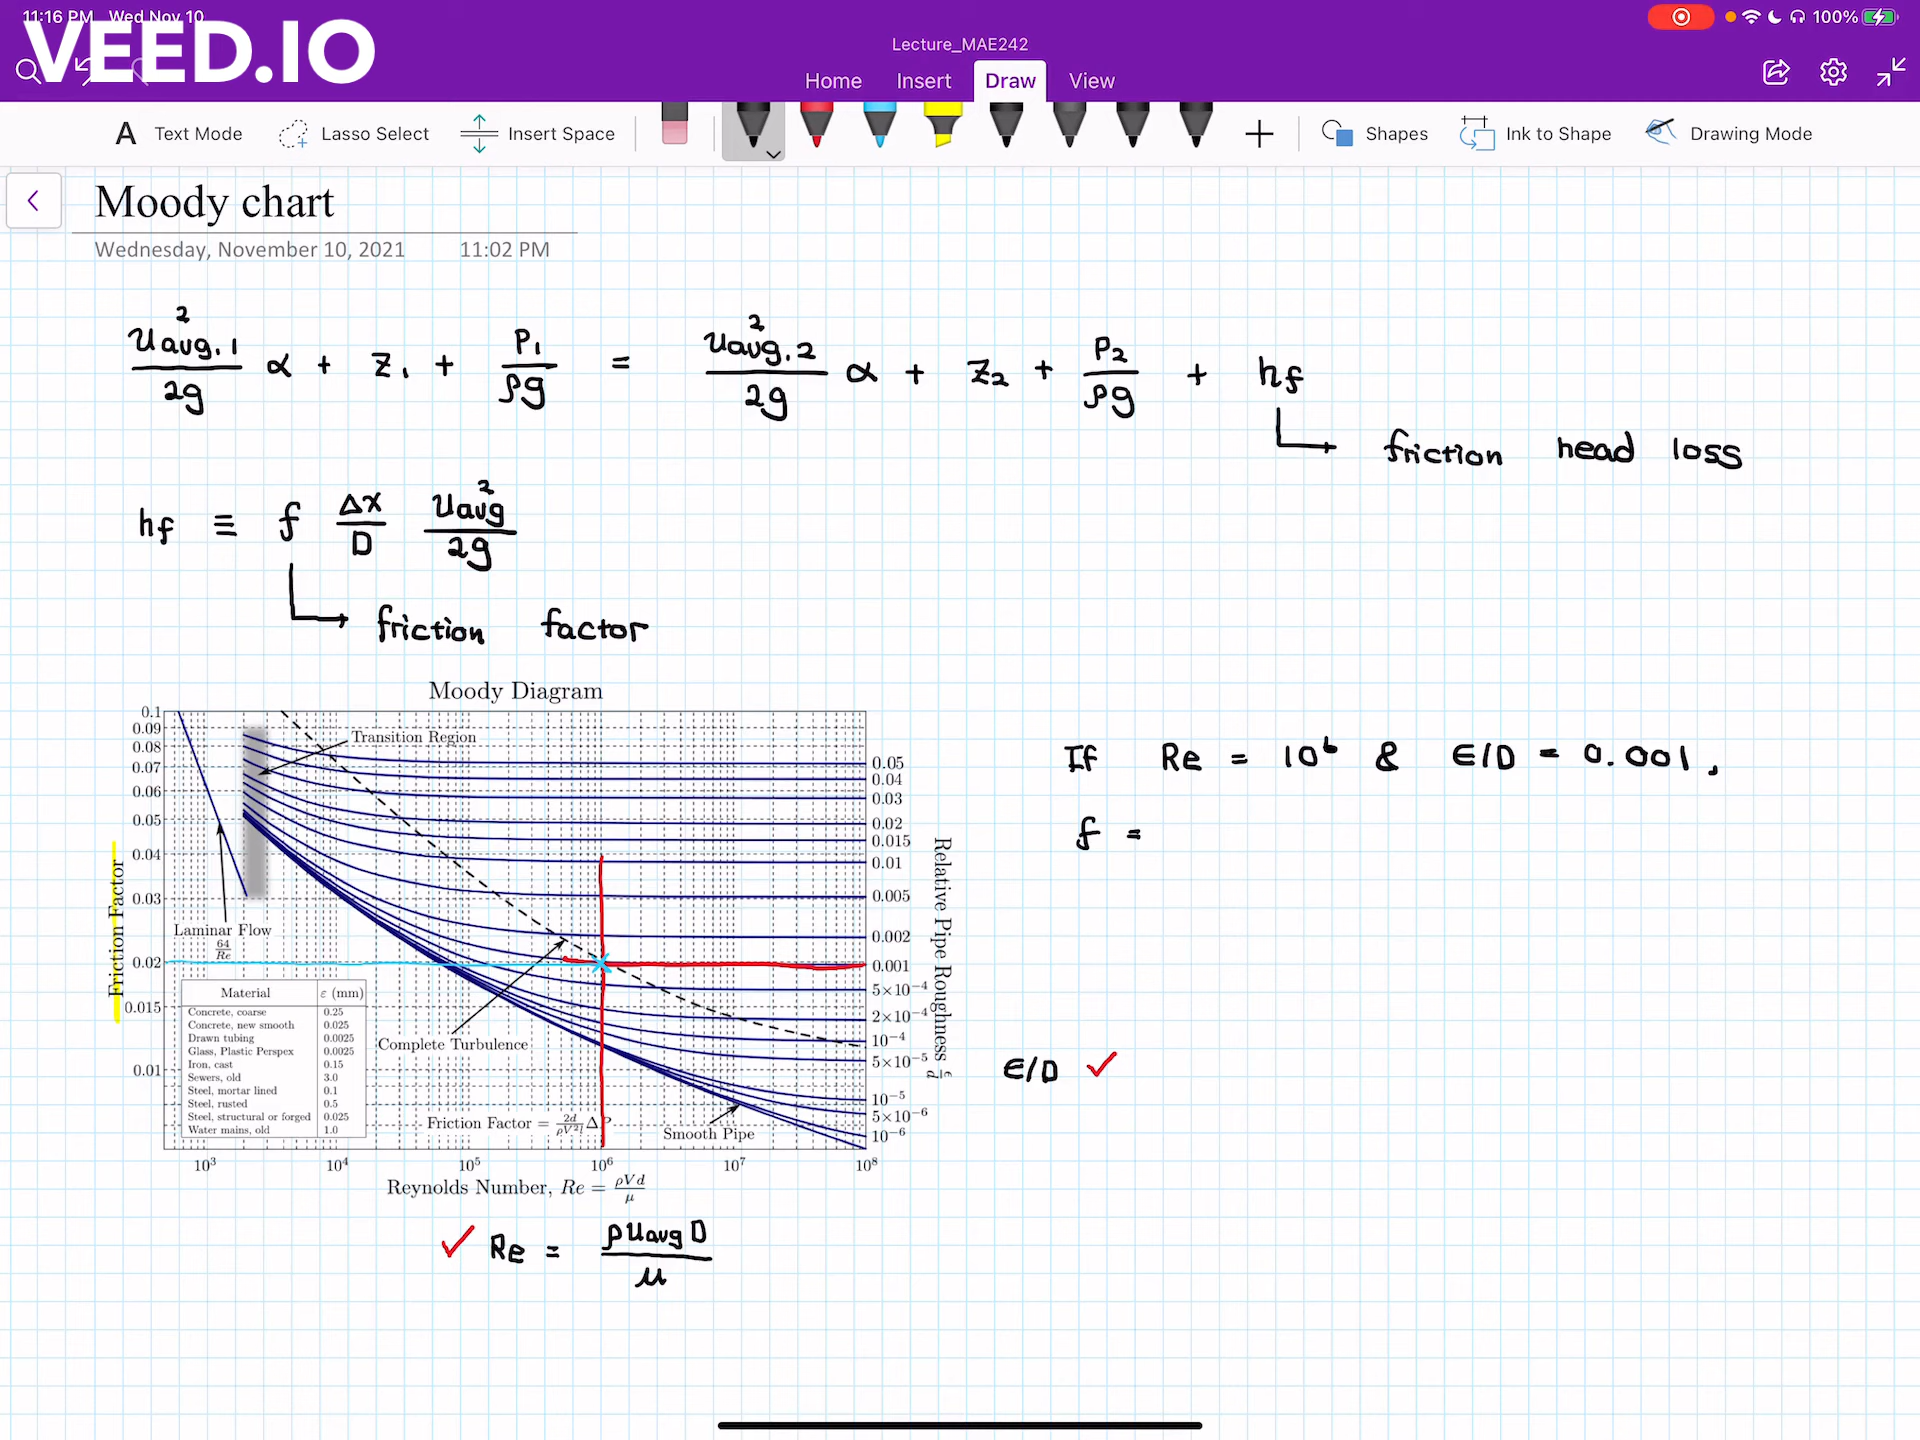 11:16 PM Wed Nov 10
100%
VEED.IO
Lecture_MAE242
Home Insert Draw View
Text Mode Lasso Select Insert Space Shapes Ink to Shape Drawing Mode
Moody chart
Wednesday, November 10, 2021 11:02 PM
u²avg,1/2g α + z₁ + P₁/ρg = u²avg,2/2g α + z₂ + P₂/ρg + hf
friction head loss
hf ≡ f Δx/D u²avg/2g
friction factor
Moody Diagram
Transition Region
Friction Factor
0.1
0.09
0.08
0.07
0.06
0.05
0.04
0.03
0.02
0.015
0.01
Laminar Flow
64/Re
Complete Turbulence
Material ε (mm)
Concrete, coarse 0.25
Concrete, new smooth 0.025
Drawn tubing 0.0025
Glass, Plastic Perspex 0.0025
Iron, cast 0.15
Sewers, old 3.0
Steel, mortar lined 0.1
Steel, rusted 0.5
Steel, structural or forged 0.025
Water mains, old 1.0
Friction Factor = 2d/ρV²l ΔP
Smooth Pipe
0.05
0.04
0.03
0.02
0.015
0.01
0.005
0.002
0.001
5×10⁻⁴
2×10⁻⁴
10⁻⁴
5×10⁻⁵
10⁻⁵
5×10⁻⁶
10⁻⁶
Relative Pipe Roughness ε/d
10³ 10⁴ 10⁵ 10⁶ 10⁷ 10⁸
Reynolds Number, Re = ρVd/μ
✓ Re = ρuavgD/μ
If Re = 10⁶ & ϵ/D = 0.001,
f =
ϵ/D ✓